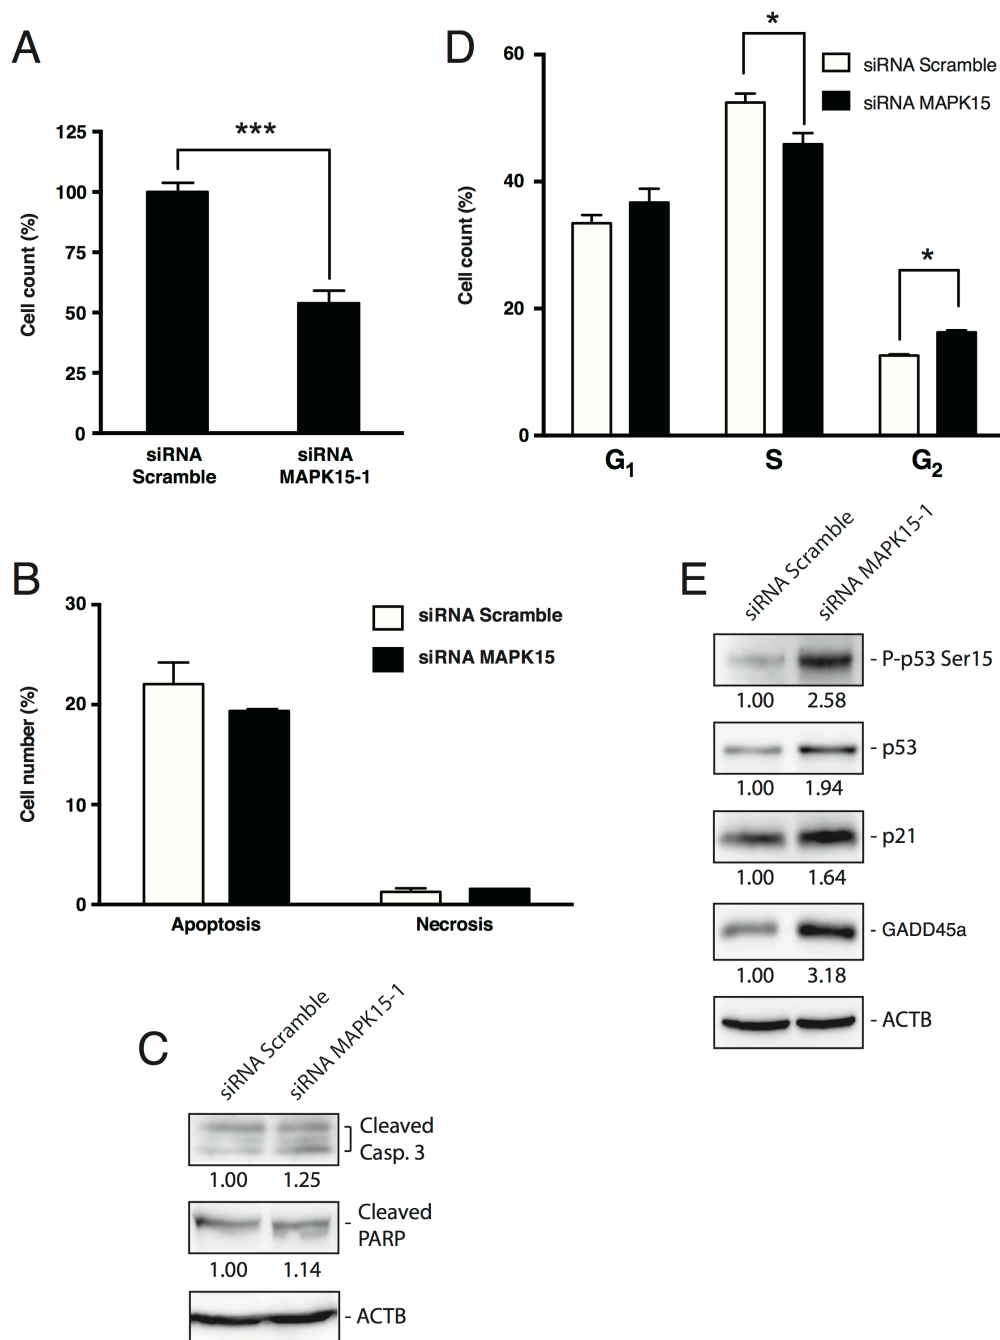 A
125
100
75
50
25
0
Cell count (%)
***
siRNA
Scramble
siRNA
MAPK15-1
D
60
40
20
0
Cell count (%)
*
*
siRNA Scramble
siRNA MAPK15
G1
S
G2
B
30
20
10
0
Cell number (%)
siRNA Scramble
siRNA MAPK15
Apoptosis
Necrosis
C
siRNA Scramble
siRNA MAPK15-1
Cleaved
Casp. 3
1.00 1.25
- Cleaved
PARP
1.00 1.14
- ACTB
E
siRNA Scramble
siRNA MAPK15-1
- P-p53 Ser15
1.00 2.58
- p53
1.00 1.94
- p21
1.00 1.64
- GADD45a
1.00 3.18
- ACTB